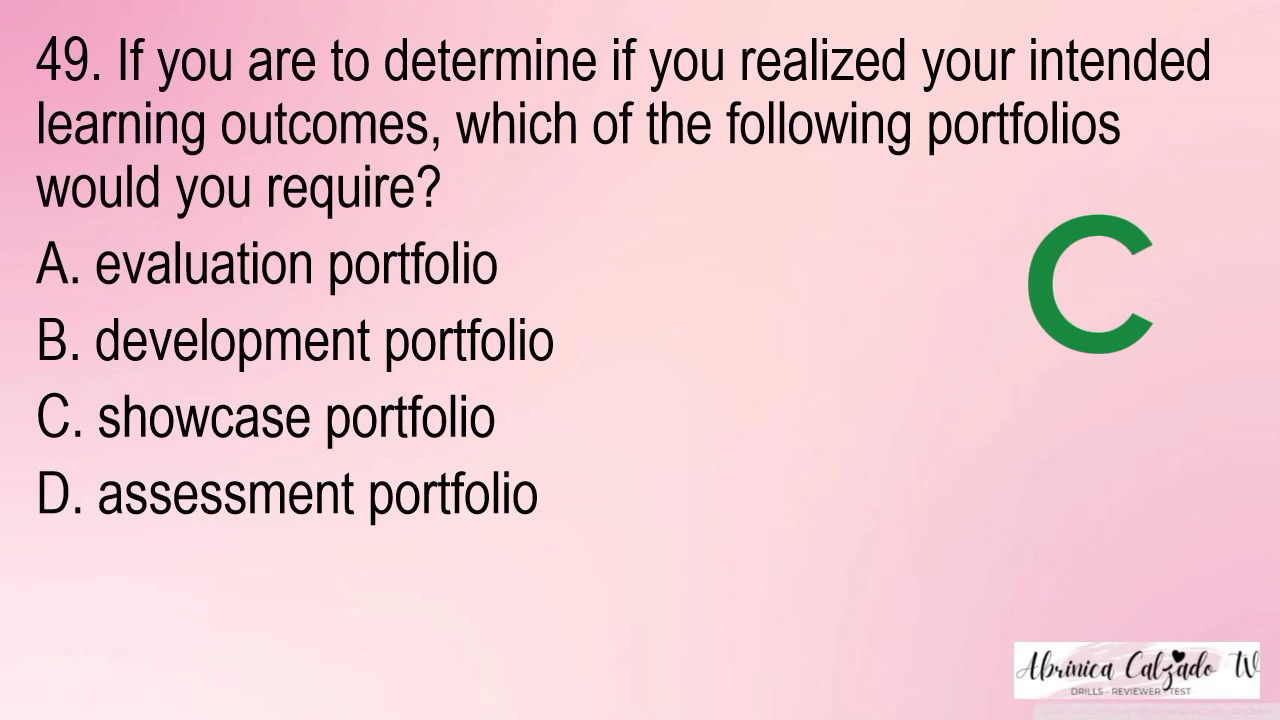 49. If you are to determine if you realized your intended
learning outcomes, which of the following portfolios
would you require?
A. evaluation portfolio
B. development portfolio
C. showcase portfolio
D. assessment portfolio
C
Abrinica Calzado TV
DRILLS - REVIEWER - TEST